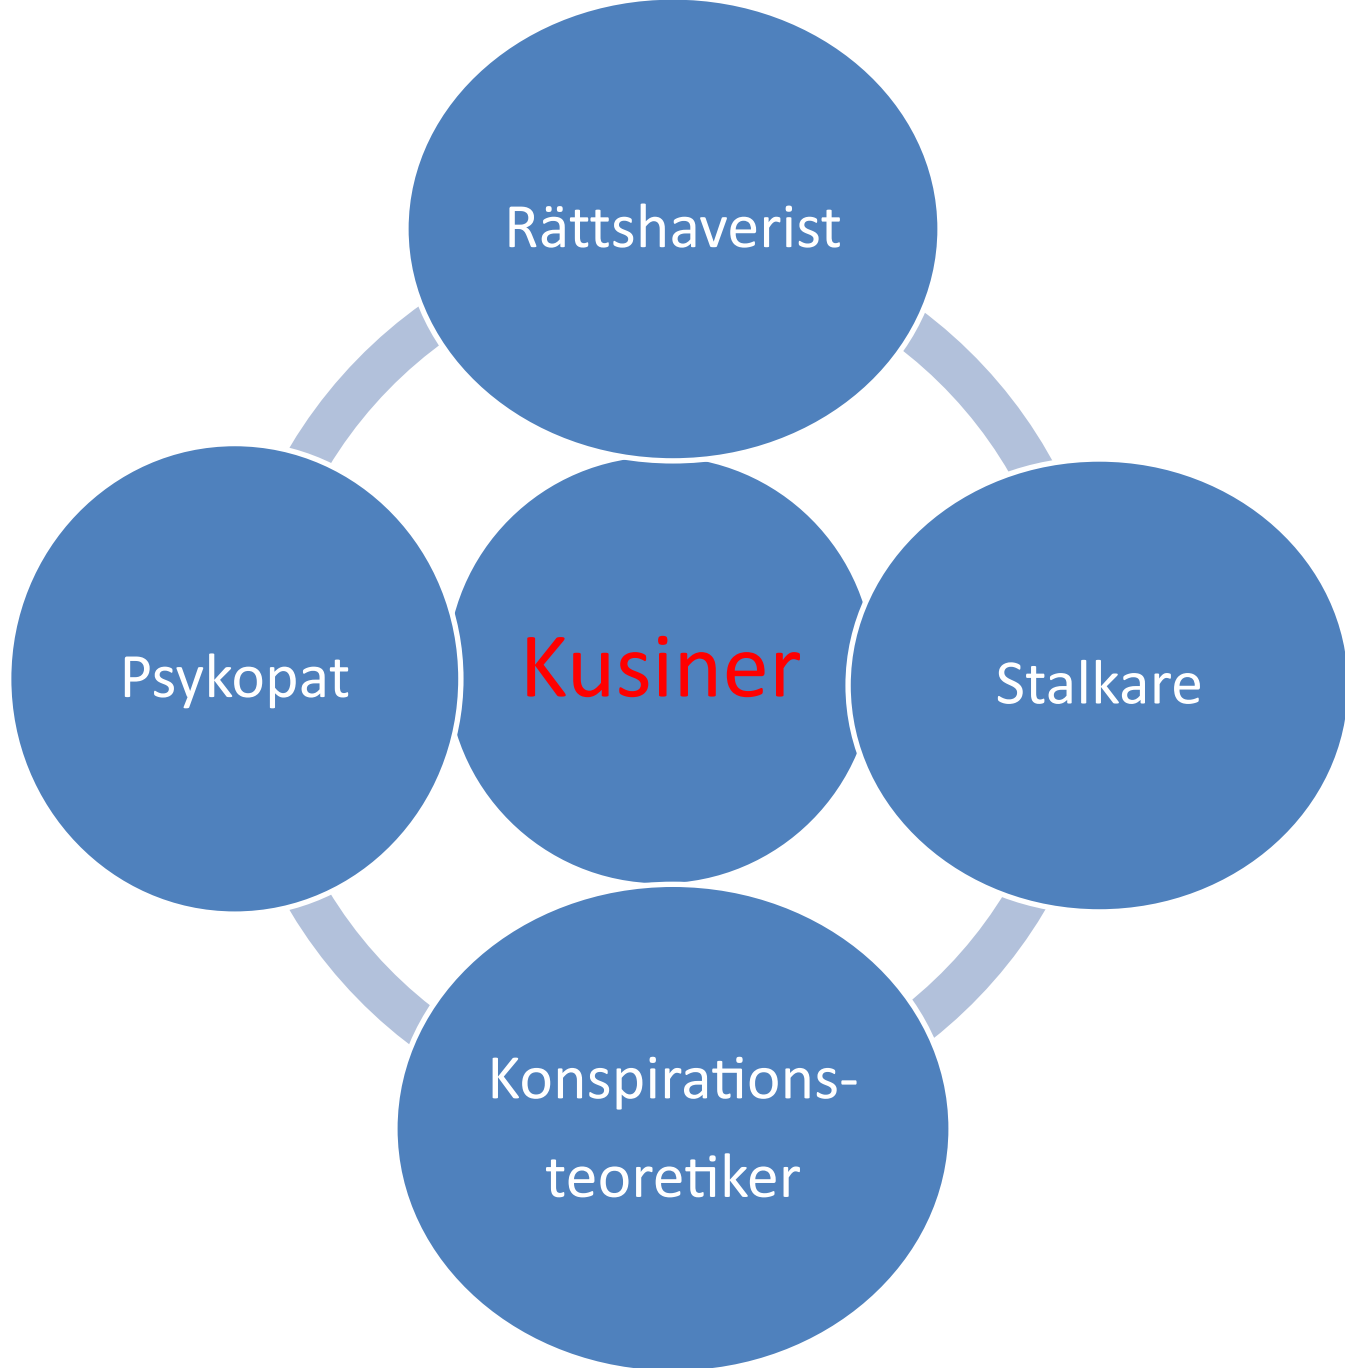 Rättshaverist
Psykopat
Kusiner
Stalkare
Konspirations-
teoretiker